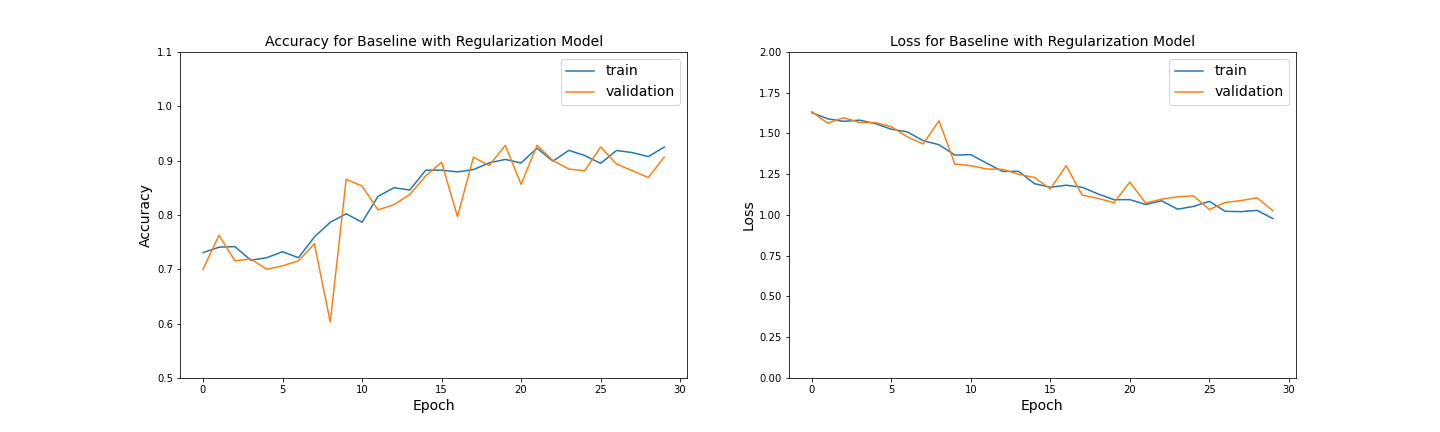 Accuracy for Baseline with Regularization Model
1.1
1.0
0.9
0.8
0.7
0.6
0.5
Accuracy
train
validation
0 5 10 15 20 25 30
Epoch
Loss for Baseline with Regularization Model
2.00
1.75
1.50
1.25
1.00
0.75
0.50
0.25
0.00
Loss
train
validation
0 5 10 15 20 25 30
Epoch